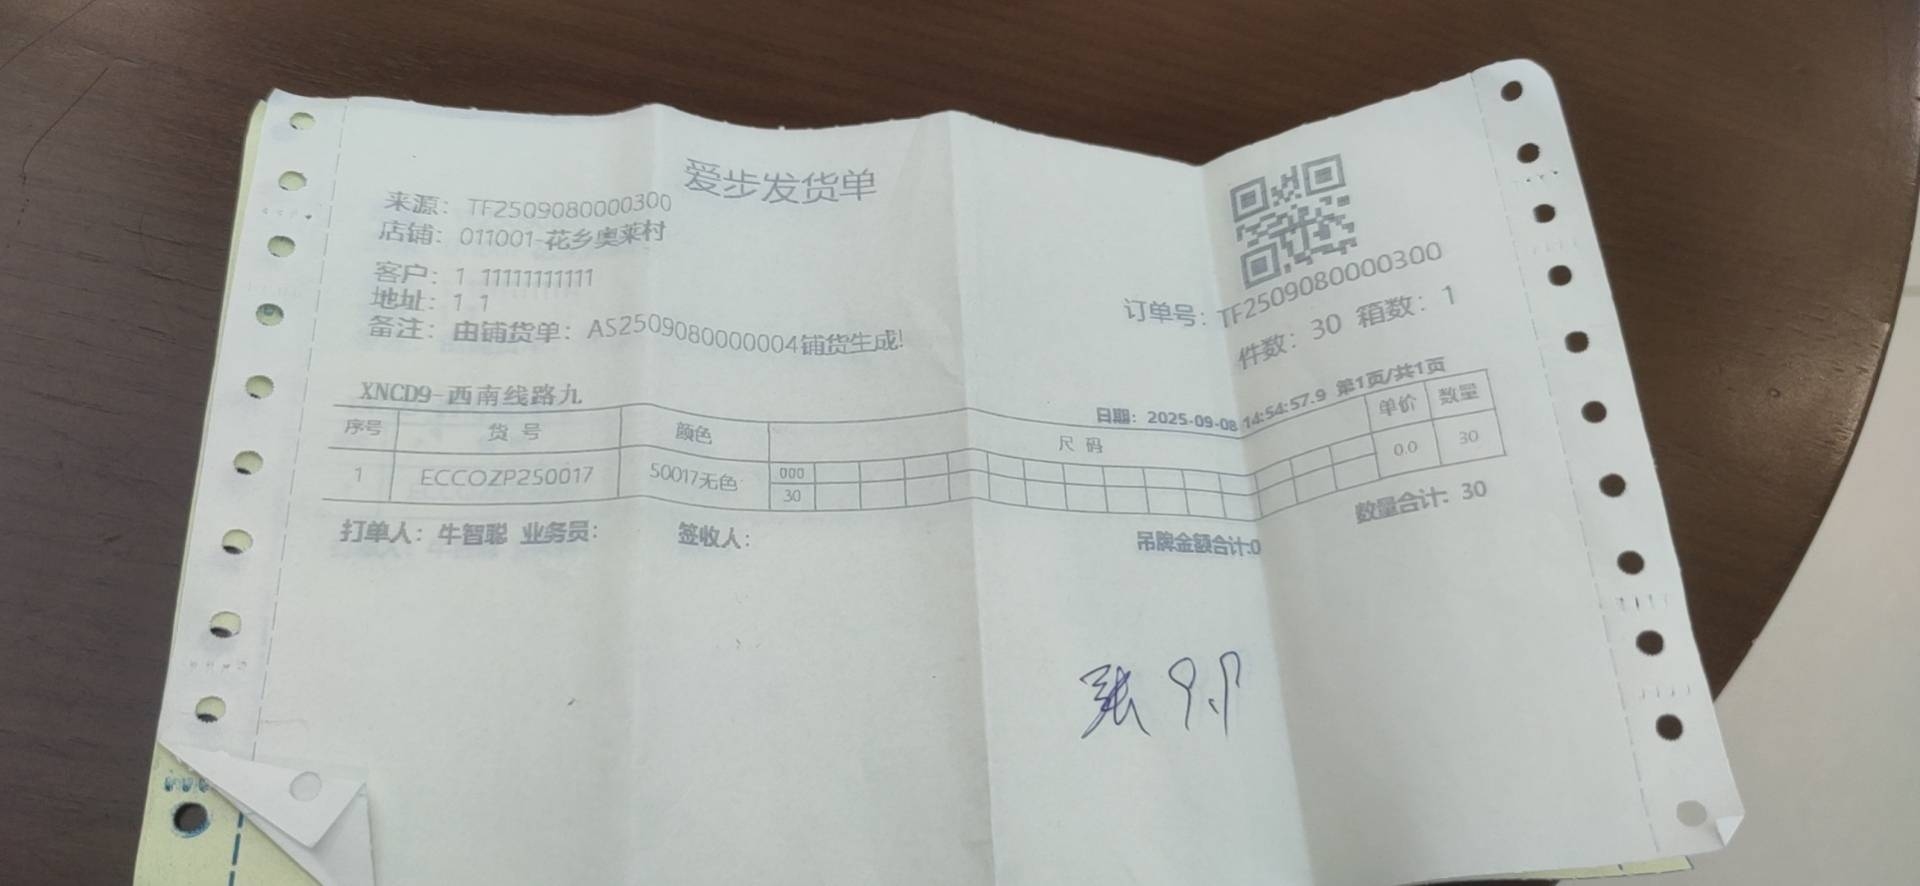 爱步发货单
来源：TF2509080000300
店铺：011001-花乡奥莱村
客户：1 11111111111
地址：1 1
备注：由铺货单：AS2509080000004铺货生成!
订单号：TF2509080000300
件数：30 箱数：1
XNCD9-西南线路九
日期：2025-09-08 14:54:57.9 第1页/共1页
序号 货号 颜色 尺码 单价 数量
1 ECCOZP250017 50017无色 000 0.0 30
30
打单人：牛智聪 业务员： 签收人： 吊牌金额合计:0 数量合计：30
张 9.9